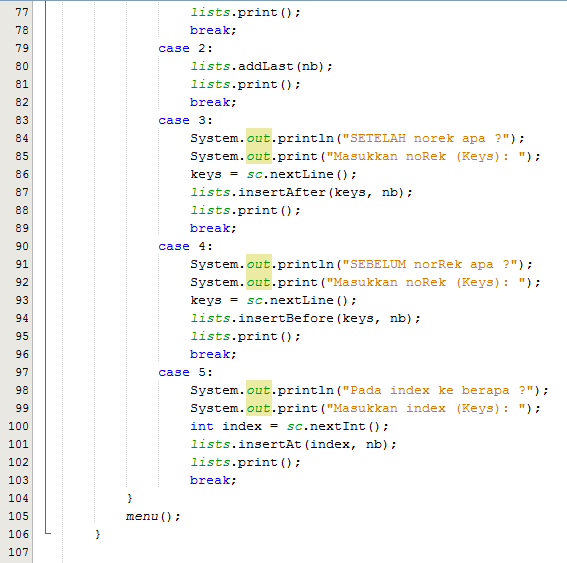 77 lists.print();
78 break;
79 case 2:
80 lists.addLast(nb);
81 lists.print();
82 break;
83 case 3:
84 System.out.println("SETELAH norek apa ?");
85 System.out.print("Masukkan noRek (Keys): ");
86 keys = sc.nextLine();
87 lists.insertAfter(keys, nb);
88 lists.print();
89 break;
90 case 4:
91 System.out.println("SEBELUM norRek apa ?");
92 System.out.print("Masukkan noRek (Keys): ");
93 keys = sc.nextLine();
94 lists.insertBefore(keys, nb);
95 lists.print();
96 break;
97 case 5:
98 System.out.println("Pada index ke berapa ?");
99 System.out.print("Masukkan index (Keys): ");
100 int index = sc.nextInt();
101 lists.insertAt(index, nb);
102 lists.print();
103 break;
104 }
105 menu();
106 }
107